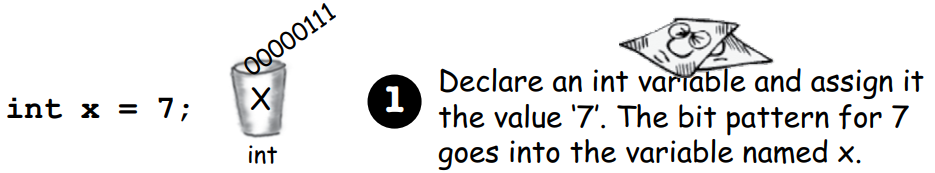 int x = 7;
00000111
X
int
1
Declare an int variable and assign it
the value ‘7’. The bit pattern for 7
goes into the variable named x.